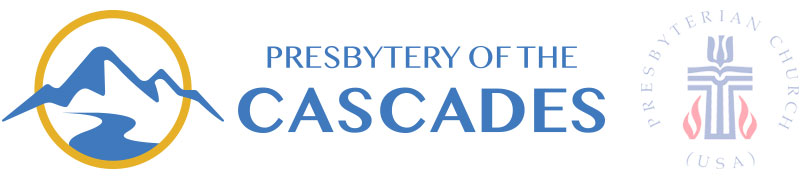 PRESBYTERY OF THE
CASCADES
PRESBYTERIAN CHURCH
(USA)